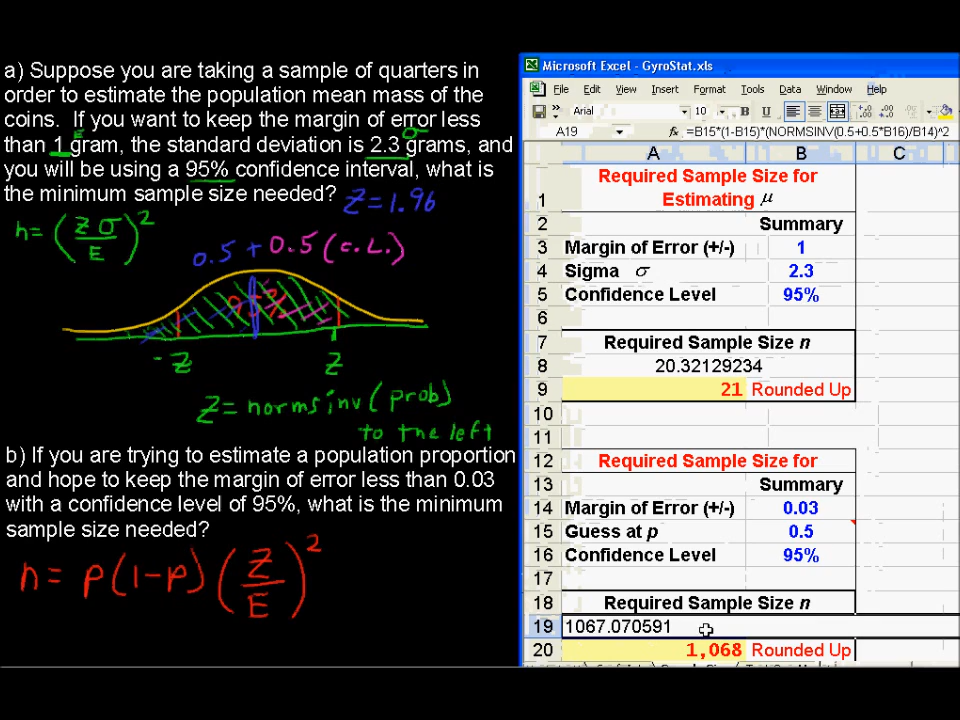 a) Suppose you are taking a sample of quarters in
order to estimate the population mean mass of the
coins. If you want to keep the margin of error less
E σ
than 1 gram, the standard deviation is 2.3 grams, and
you will be using a 95% confidence interval, what is
the minimum sample size needed?
Z = 1.96
n = (Zσ/E)²
0.5 + 0.5 (C.L.)
95%
-Z Z
Z = normsinv (prob)
to the left
b) If you are trying to estimate a population proportion
and hope to keep the margin of error less than 0.03
with a confidence level of 95%, what is the minimum
sample size needed?
n = p(1-p) (Z/E)²
Microsoft Excel - GyroStat.xls
File Edit View Insert Format Tools Data Window Help
Arial 10 B U
A19 fx =B15*(1-B15)*(NORMSINV(0.5+0.5*B16)/B14)^2
A B C
Required Sample Size for
1 Estimating μ
2 Summary
3 Margin of Error (+/-) 1
4 Sigma σ 2.3
5 Confidence Level 95%
6
7 Required Sample Size n
8 20.32129234
9 21 Rounded Up
10
11
12 Required Sample Size for
13 Summary
14 Margin of Error (+/-) 0.03
15 Guess at p 0.5
16 Confidence Level 95%
17
18 Required Sample Size n
19 1067.070591
20 1,068 Rounded Up